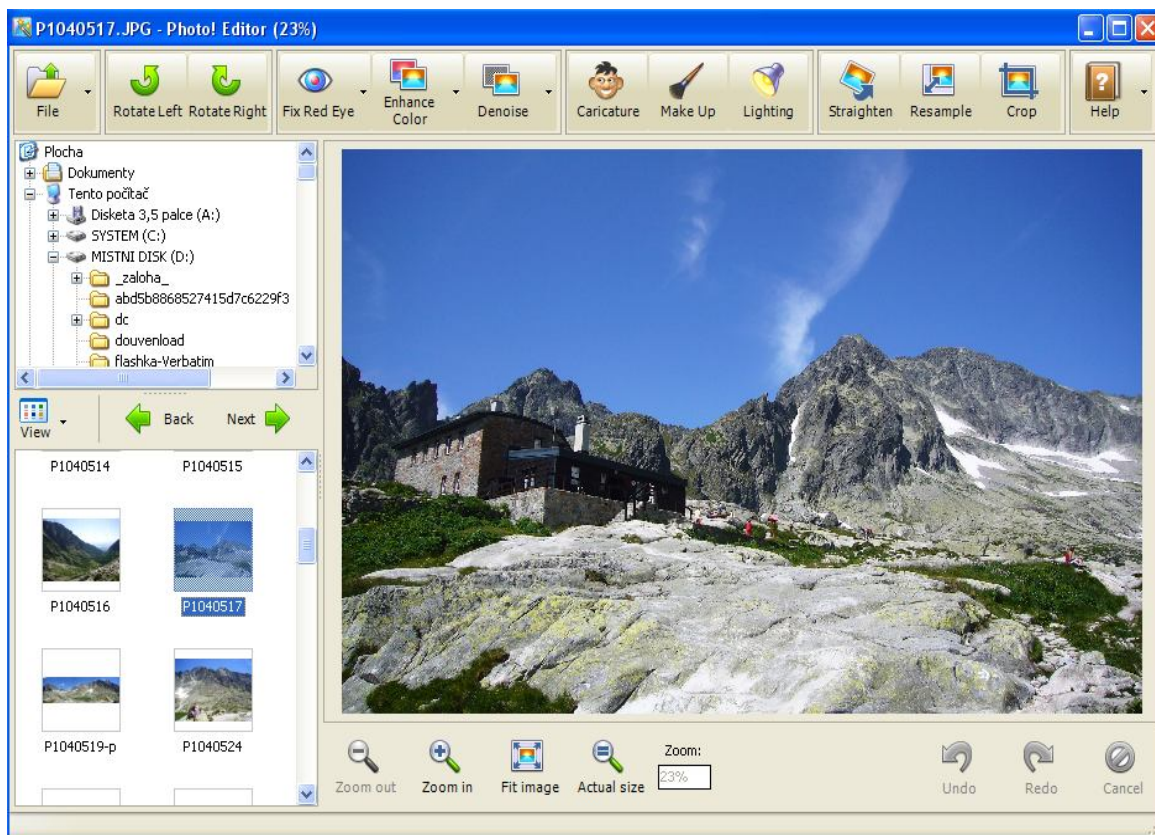 P1040517.JPG - Photo! Editor (23%)
File
Rotate Left Rotate Right
Fix Red Eye
Enhance
Color
Denoise
Caricature
Make Up
Lighting
Straighten
Resample
Crop
Help
Plocha
Dokumenty
Tento počítač
Disketa 3,5 palce (A:)
SYSTEM (C:)
MISTNI DISK (D:)
_zaloha_
abd5b8868527415d7c6229f3
dc
douvenload
flashka-Verbatim
View
Back
Next
P1040514
P1040515
P1040516
P1040517
P1040519-p
P1040524
Zoom out
Zoom in
Fit image
Actual size
Zoom:
23%
Undo
Redo
Cancel